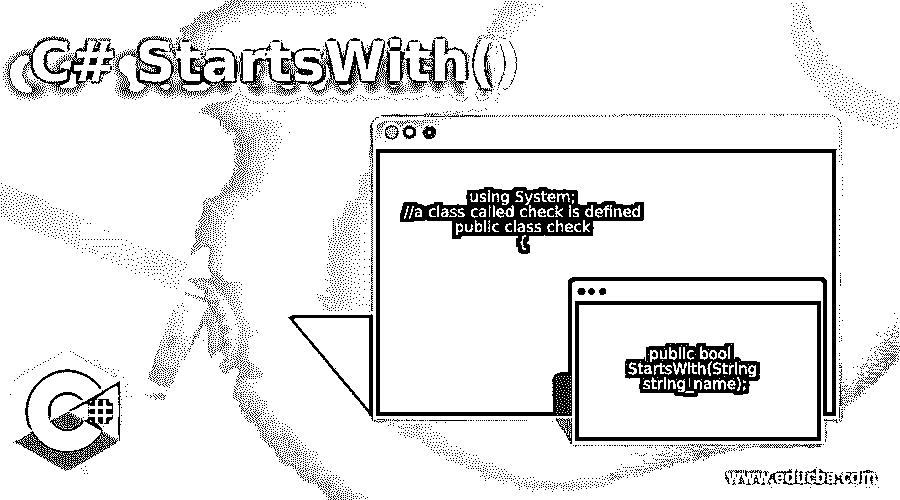 C# StartsWith()
using System;
//a class called check is defined
public class check
{
public bool
StartsWith(String
string_name);
C#
www.educba.com